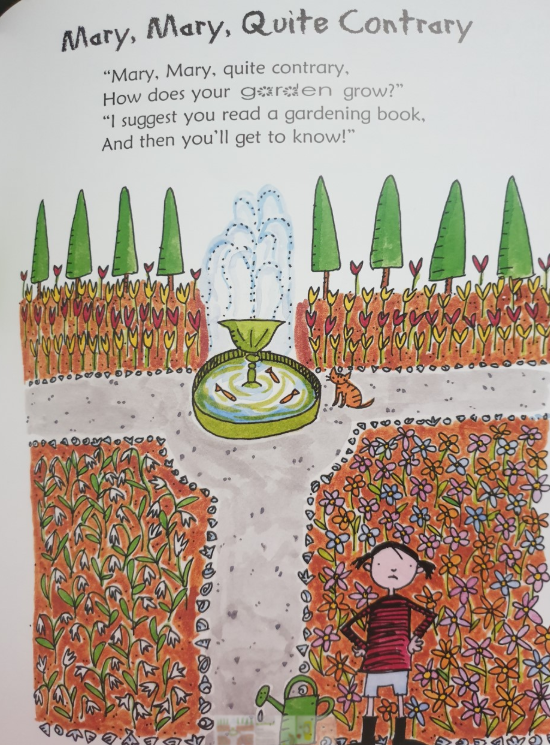 Mary, Mary, Quite Contrary
“Mary, Mary, quite contrary,
How does your garden grow?”
“I suggest you read a gardening book,
And then you’ll get to know!”